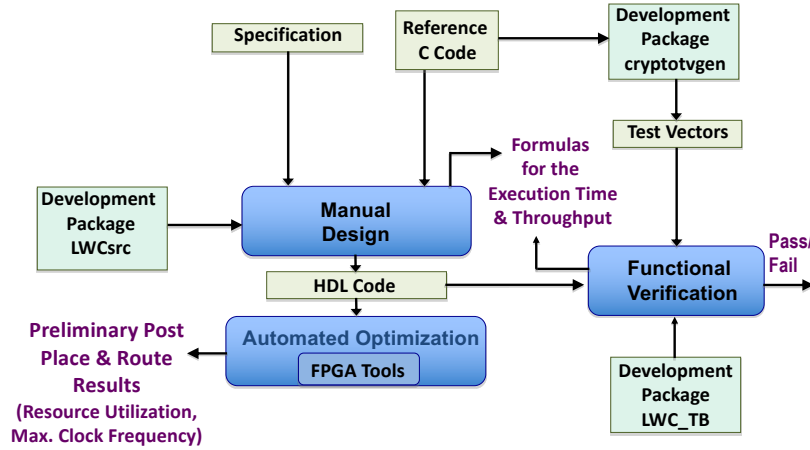 Specification
Reference
C Code
Development
Package
cryptotvgen
Test Vectors
Formulas
for the
Execution Time
& Throughput
Development
Package
LWCsrc
Manual
Design
Pass/
Fail
Functional
Verification
HDL Code
Automated Optimization
FPGA Tools
Preliminary Post
Place & Route
Results
(Resource Utilization,
Max. Clock Frequency)
Development
Package
LWC_TB